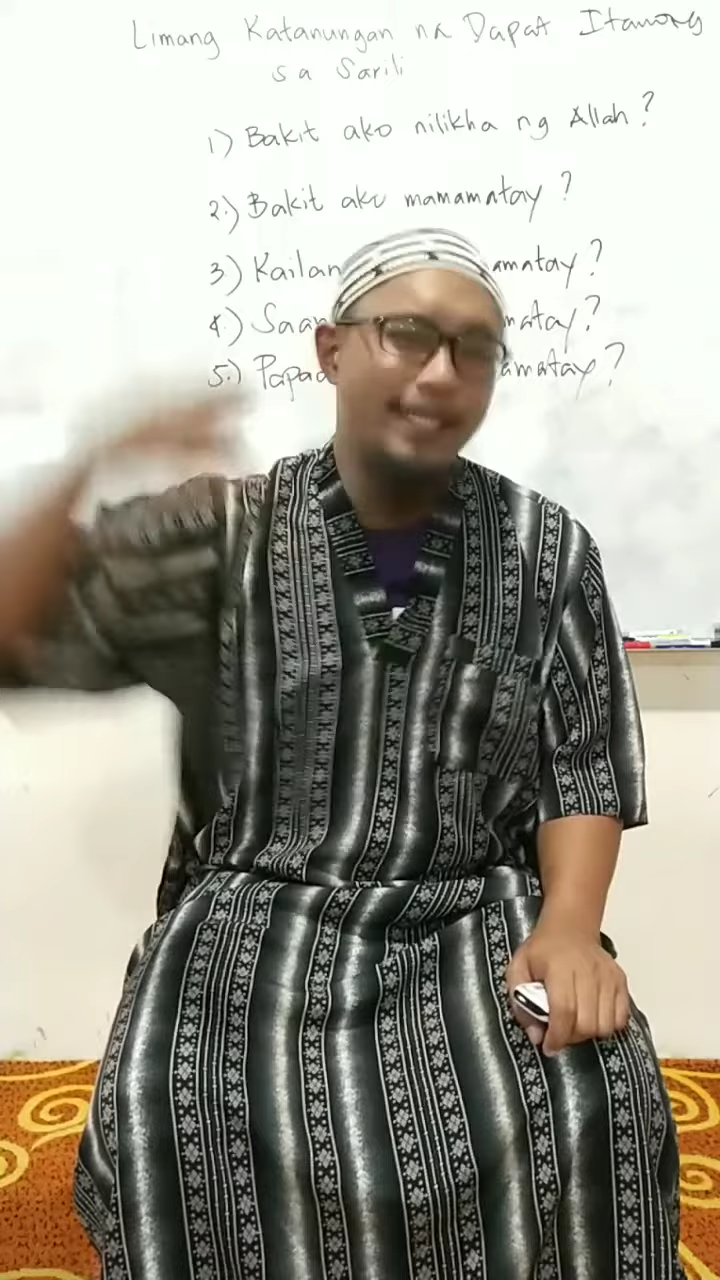 Limang Katanungan na Dapat Itanong
sa Sarili
1) Bakit ako nilikha ng Allah?
2.) Bakit ako mamamatay?
3) Kailan amatay?
4.) Saan matay?
5.) Papa amatay?